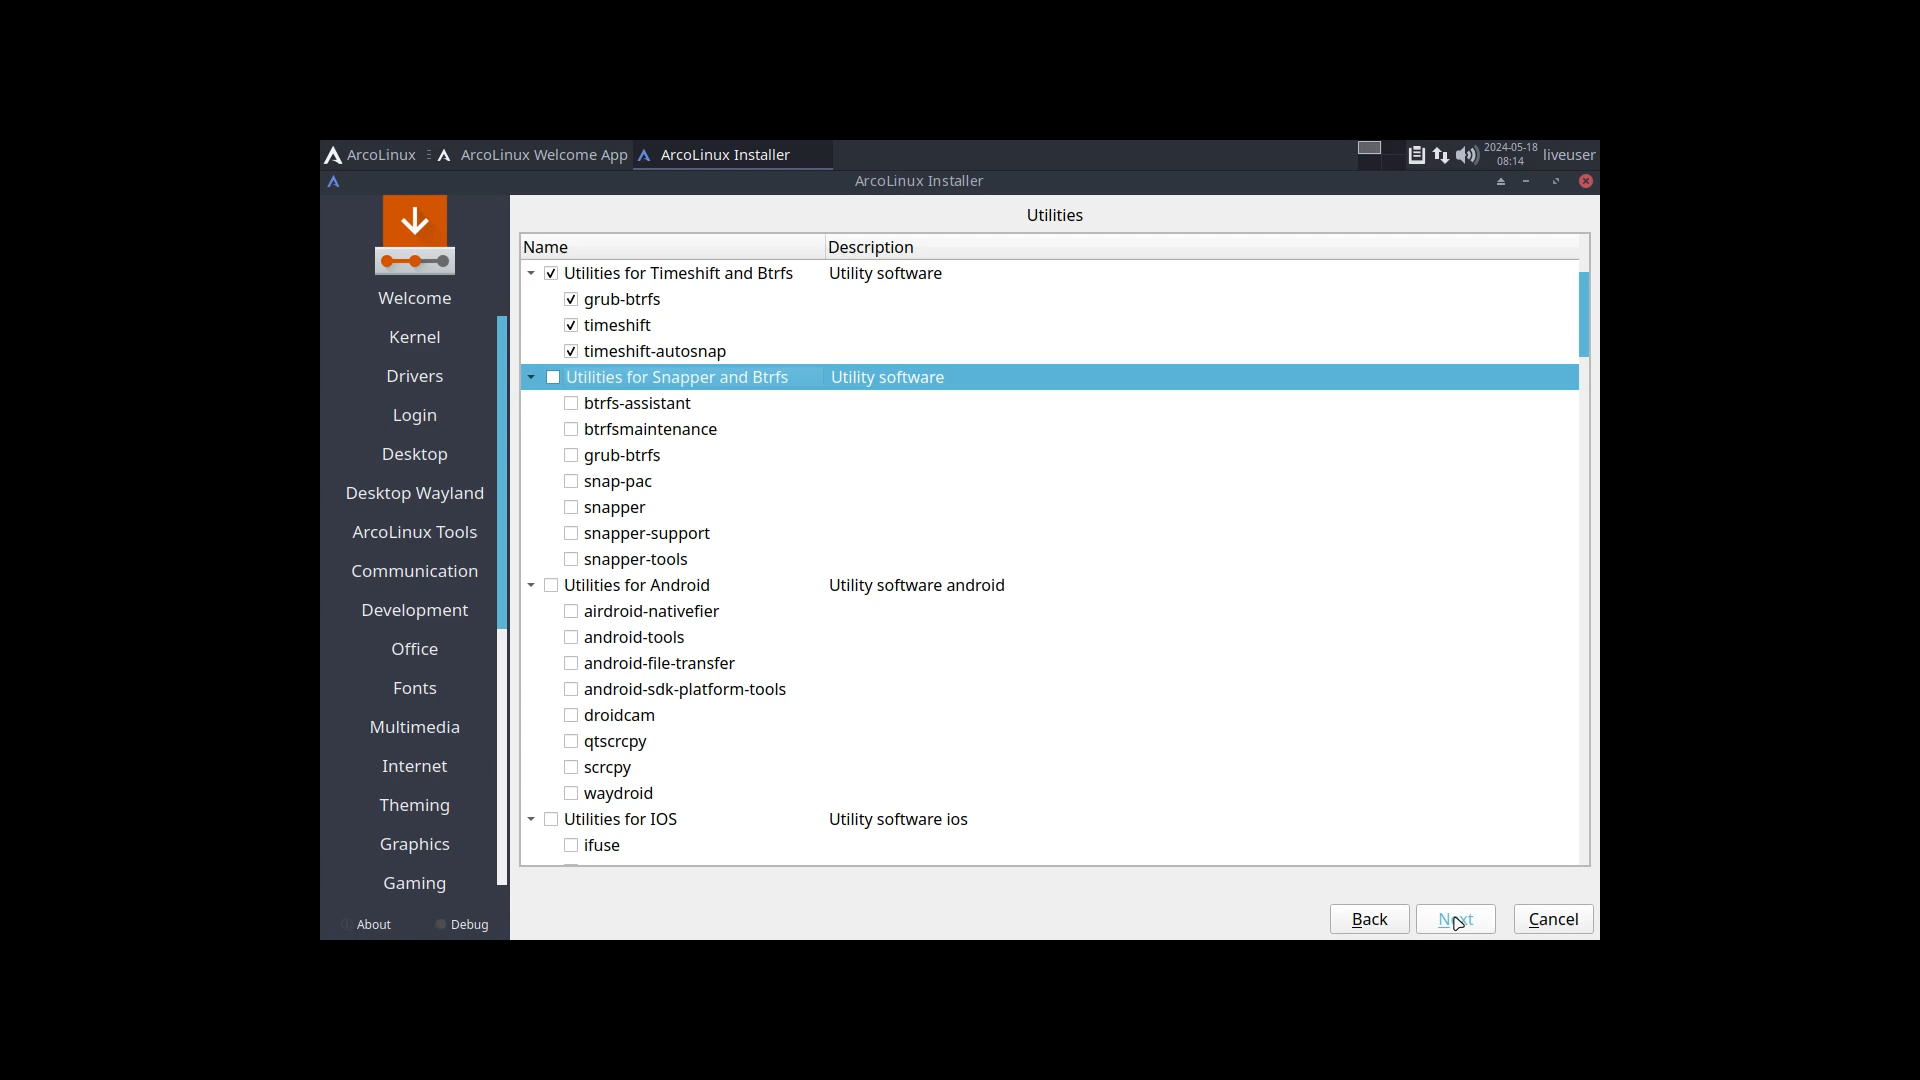 ArcoLinux
ArcoLinux Welcome App
ArcoLinux Installer
2024-05-18
08:14
liveuser
ArcoLinux Installer
Welcome
Kernel
Drivers
Login
Desktop
Desktop Wayland
ArcoLinux Tools
Communication
Development
Office
Fonts
Multimedia
Internet
Theming
Graphics
Gaming
About
Debug
Utilities
Name Description
Utilities for Timeshift and Btrfs Utility software
grub-btrfs
timeshift
timeshift-autosnap
Utilities for Snapper and Btrfs Utility software
btrfs-assistant
btrfsmaintenance
grub-btrfs
snap-pac
snapper
snapper-support
snapper-tools
Utilities for Android Utility software android
airdroid-nativefier
android-tools
android-file-transfer
android-sdk-platform-tools
droidcam
qtscrcpy
scrcpy
waydroid
Utilities for IOS Utility software ios
ifuse
Back
Next
Cancel